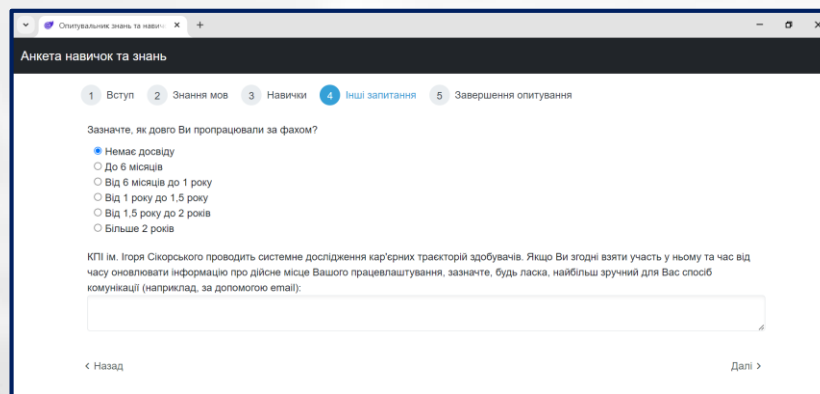 Опитувальник знань та навич
Анкета навичок та знань
1 Вступ 2 Знання мов 3 Навички 4 Інші запитання 5 Завершення опитування
Зазначте, як довго Ви пропрацювали за фахом?
Немає досвіду
До 6 місяців
Від 6 місяців до 1 року
Від 1 року до 1,5 року
Від 1,5 року до 2 років
Більше 2 років
КПІ ім. Ігоря Сікорського проводить системне дослідження кар'єрних траєкторій здобувачів. Якщо Ви згодні взяти участь у ньому та час від
часу оновлювати інформацію про дійсне місце Вашого працевлаштування, зазначте, будь ласка, найбільш зручний для Вас спосіб
комунікації (наприклад, за допомогою email):
< Назад Далі >